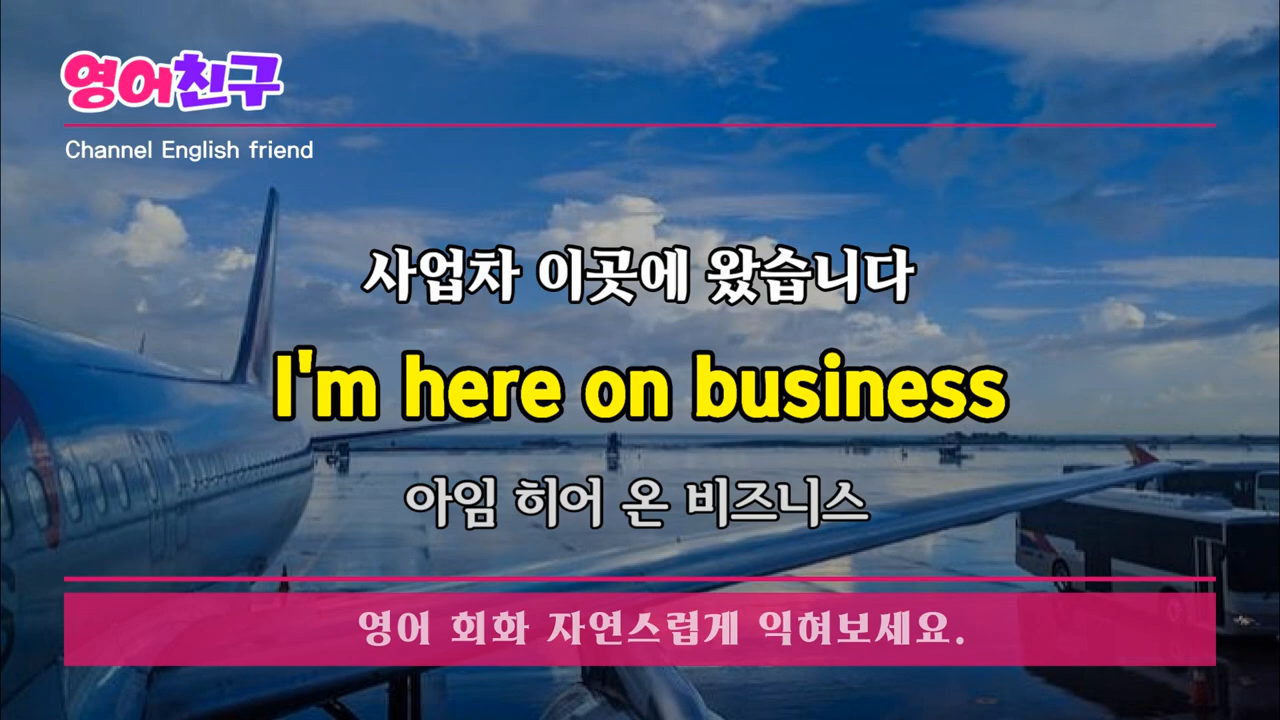 영어친구
Channel English friend
사업차 이곳에 왔습니다
I'm here on business
아임 히어 온 비즈니스
영어 회화 자연스럽게 익혀보세요.